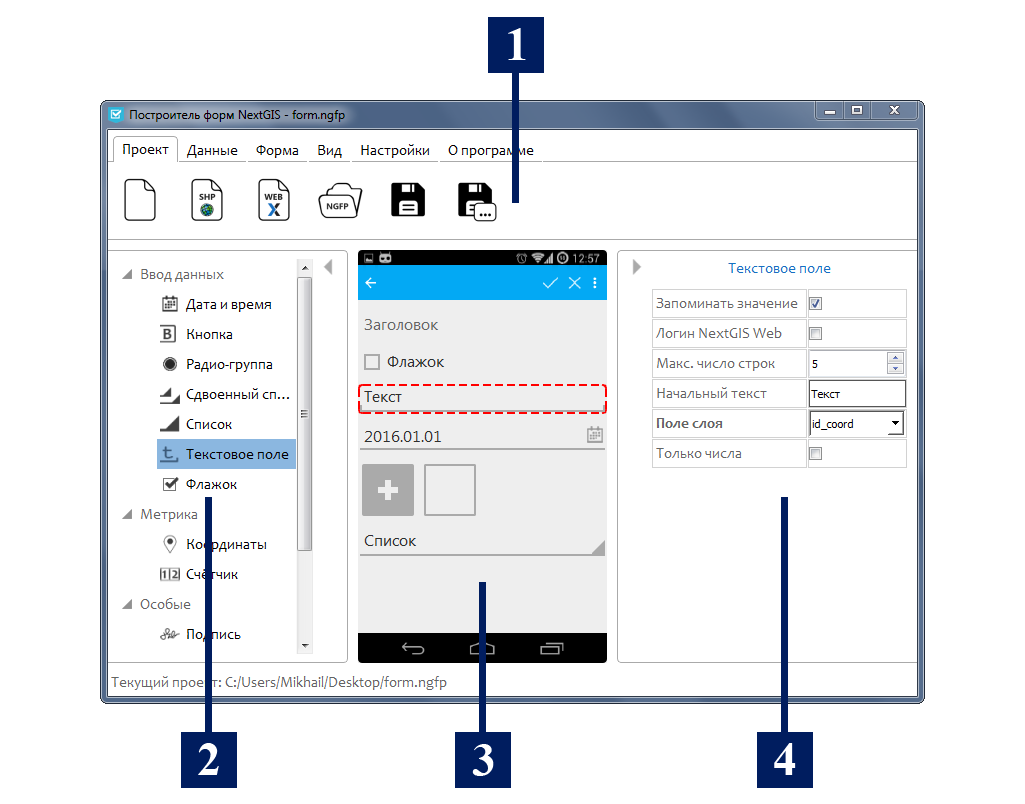 1
Построитель форм NextGIS - form.ngfp
Проект Данные Форма Вид Настройки О программе
SHP WEB X NGFP
Ввод данных
Дата и время
B Кнопка
Радио-группа
Сдвоенный сп...
Список
t Текстовое поле
Флажок
Метрика
Координаты
1 2 Счётчик
Особые
Подпись
12:57
Заголовок
Флажок
Текст
2016.01.01
Список
Текстовое поле
Запоминать значение
Логин NextGIS Web
Макс. число строк 5
Начальный текст Текст
Поле слоя id_coord
Только числа
Текущий проект: C:/Users/Mikhail/Desktop/form.ngfp
2 3 4